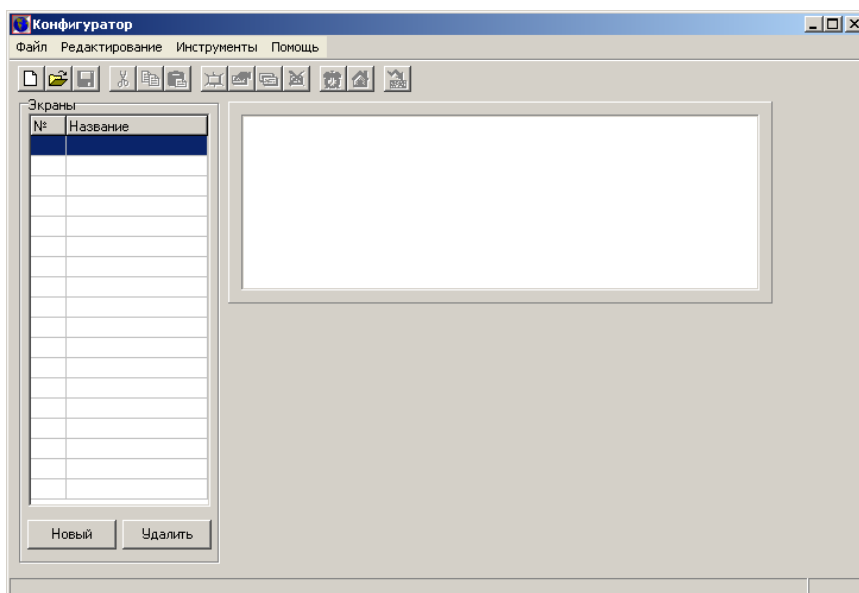 Конфигуратор
Файл Редактирование Инструменты Помощь
Экраны
№ Название
Новый Удалить